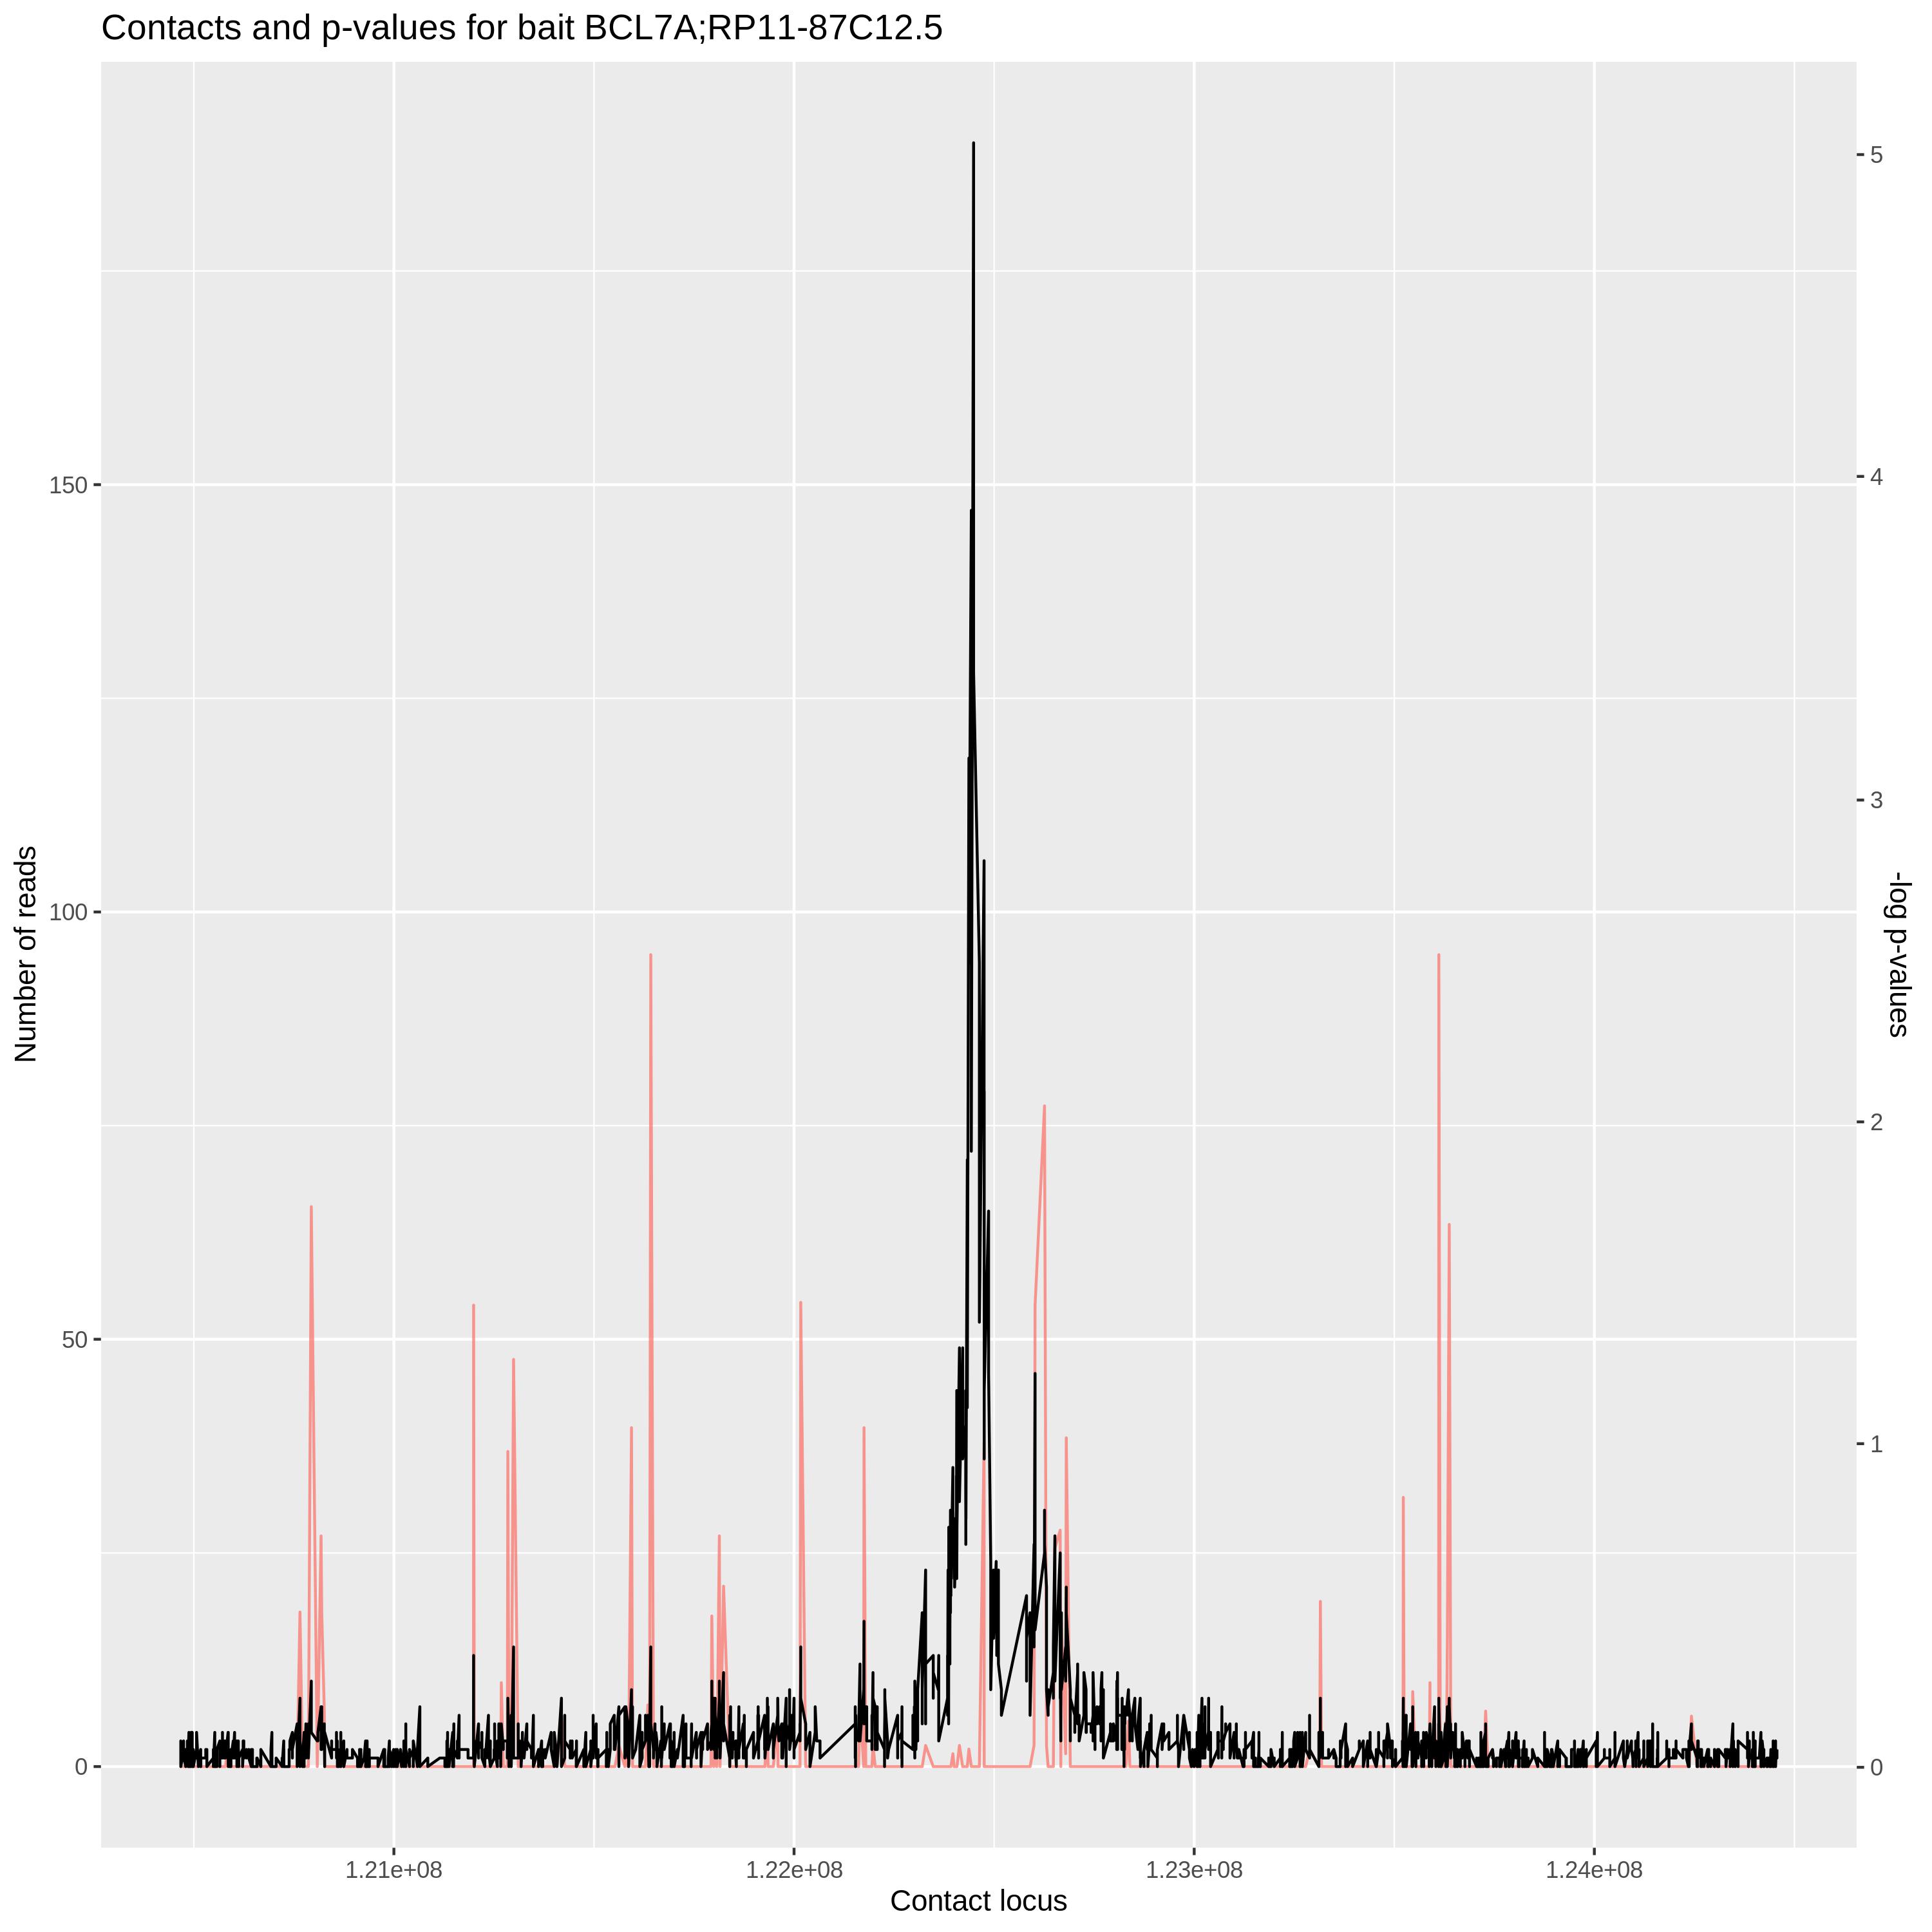 Contacts and p-values for bait BCL7A;RP11-87C12.5
Number of reads
150
100
50
0
5
4
3
2
1
0
-log p-values
1.21e+08 1.22e+08 1.23e+08 1.24e+08
Contact locus